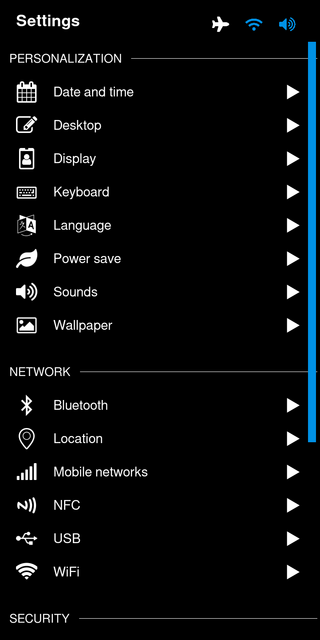 Settings
PERSONALIZATION
Date and time
Desktop
Display
Keyboard
Language
Power save
Sounds
Wallpaper
NETWORK
Bluetooth
Location
Mobile networks
NFC
USB
WiFi
SECURITY